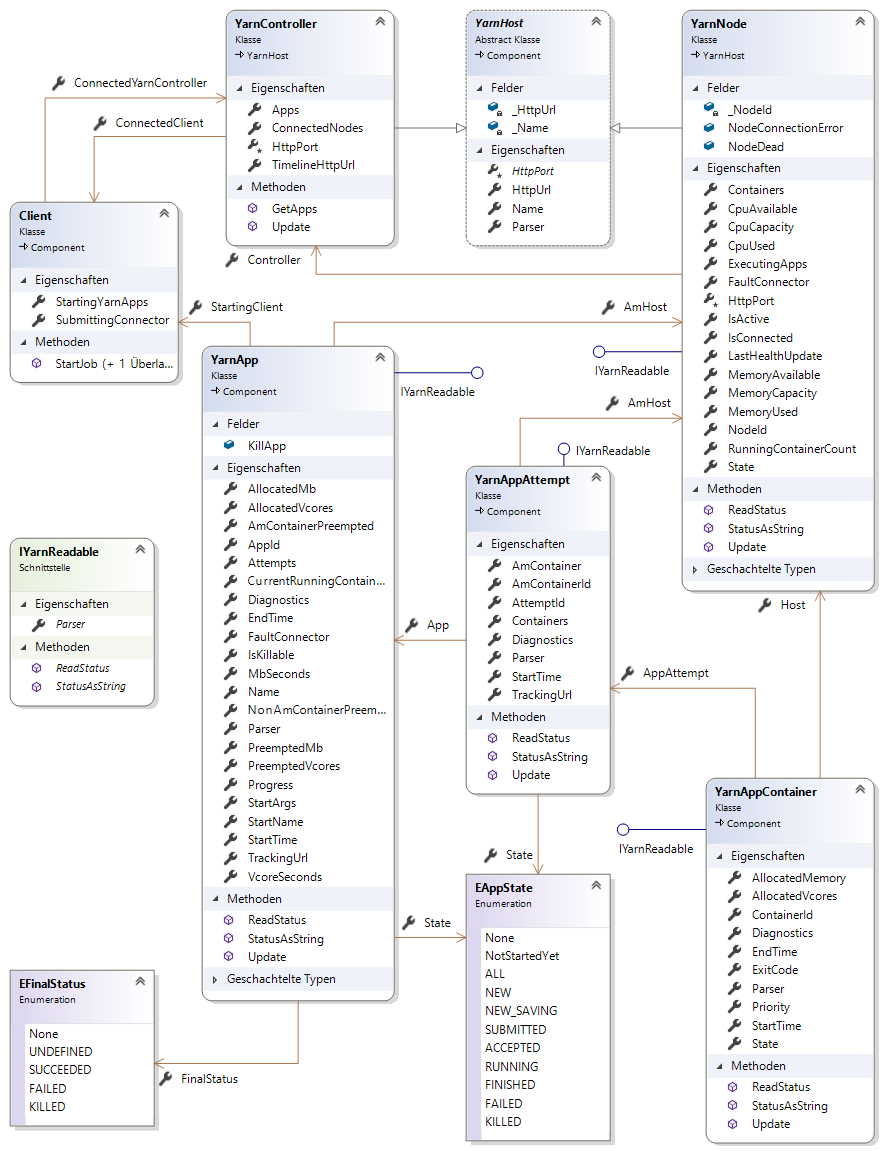 YarnController
Klasse
YarnHost
Eigenschaften
Apps
ConnectedNodes
HttpPort
TimelineHttpUrl
Methoden
GetApps
Update
YarnHost
Abstract Klasse
Component
Felder
_HttpUrl
_Name
Eigenschaften
HttpPort
HttpUrl
Name
Parser
YarnNode
Klasse
YarnHost
Felder
_NodeId
NodeConnectionError
NodeDead
Eigenschaften
Containers
CpuAvailable
CpuCapacity
CpuUsed
ExecutingApps
FaultConnector
HttpPort
IsActive
IsConnected
LastHealthUpdate
MemoryAvailable
MemoryCapacity
MemoryUsed
NodeId
RunningContainerCount
State
Methoden
ReadStatus
StatusAsString
Update
Geschachtelte Typen
ConnectedYarnController
ConnectedClient
Client
Klasse
Component
Eigenschaften
StartingYarnApps
SubmittingConnector
Methoden
StartJob (+ 1 Überla...
Controller
StartingClient
AmHost
IYarnReadable
YarnApp
Klasse
Component
Felder
KillApp
Eigenschaften
AllocatedMb
AllocatedVcores
AmContainerPreempted
AppId
Attempts
CurrentRunningContain...
Diagnostics
EndTime
FaultConnector
IsKillable
MbSeconds
Name
NonAmContainerPreem...
Parser
PreemptedMb
PreemptedVcores
Progress
StartArgs
StartName
StartTime
TrackingUrl
VcoreSeconds
Methoden
ReadStatus
StatusAsString
Update
Geschachtelte Typen
IYarnReadable
AmHost
IYarnReadable
YarnAppAttempt
Klasse
Component
Eigenschaften
AmContainer
AmContainerId
AttemptId
Containers
Diagnostics
Parser
StartTime
TrackingUrl
Methoden
ReadStatus
StatusAsString
Update
IYarnReadable
Schnittstelle
Eigenschaften
Parser
Methoden
ReadStatus
StatusAsString
App
Host
AppAttempt
YarnAppContainer
Klasse
Component
Eigenschaften
AllocatedMemory
AllocatedVcores
ContainerId
Diagnostics
EndTime
ExitCode
Parser
Priority
StartTime
State
Methoden
ReadStatus
StatusAsString
Update
IYarnReadable
State
State
EAppState
Enumeration
None
NotStartedYet
ALL
NEW
NEW_SAVING
SUBMITTED
ACCEPTED
RUNNING
FINISHED
FAILED
KILLED
EFinalStatus
Enumeration
None
UNDEFINED
SUCCEEDED
FAILED
KILLED
FinalStatus